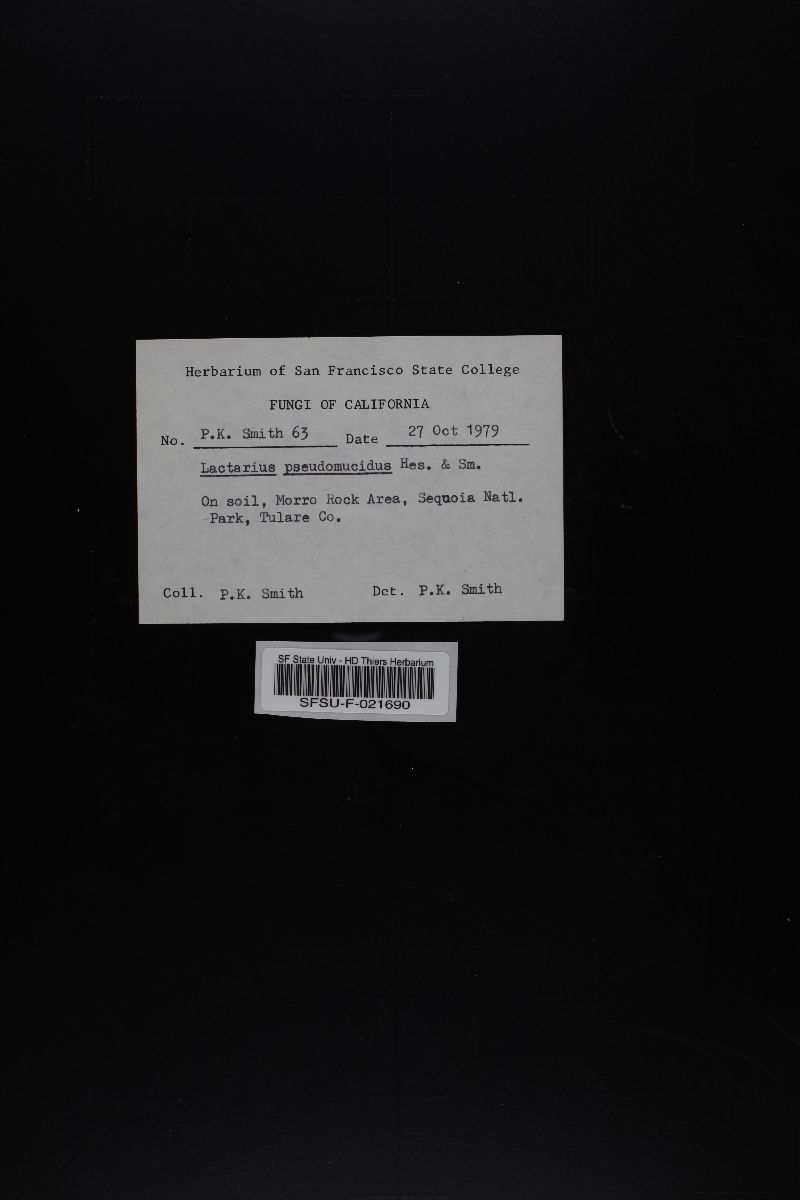 Herbarium of San Francisco State College
FUNGI OF CALIFORNIA
No. P.K. Smith 63 Date 27 Oct 1979
Lactarius pseudomucidus Hes. & Sm.
On soil, Morro Rock Area, Sequoia Natl.
Park, Tulare Co.
Coll. P.K. Smith Det. P.K. Smith
SF State Univ - HD Thiers Herbarium
SFSU-F-021690